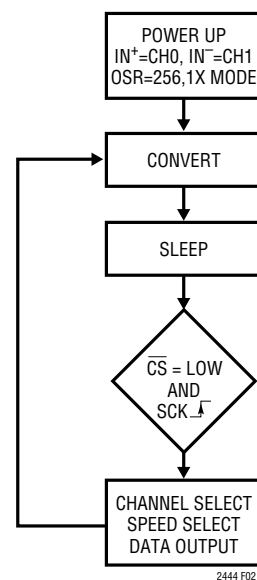 POWER UP
IN⁺=CH0, IN⁻=CH1
OSR=256,1X MODE
CONVERT
SLEEP
C̅S̅ = LOW
AND
SCK
CHANNEL SELECT
SPEED SELECT
DATA OUTPUT
2444 F02